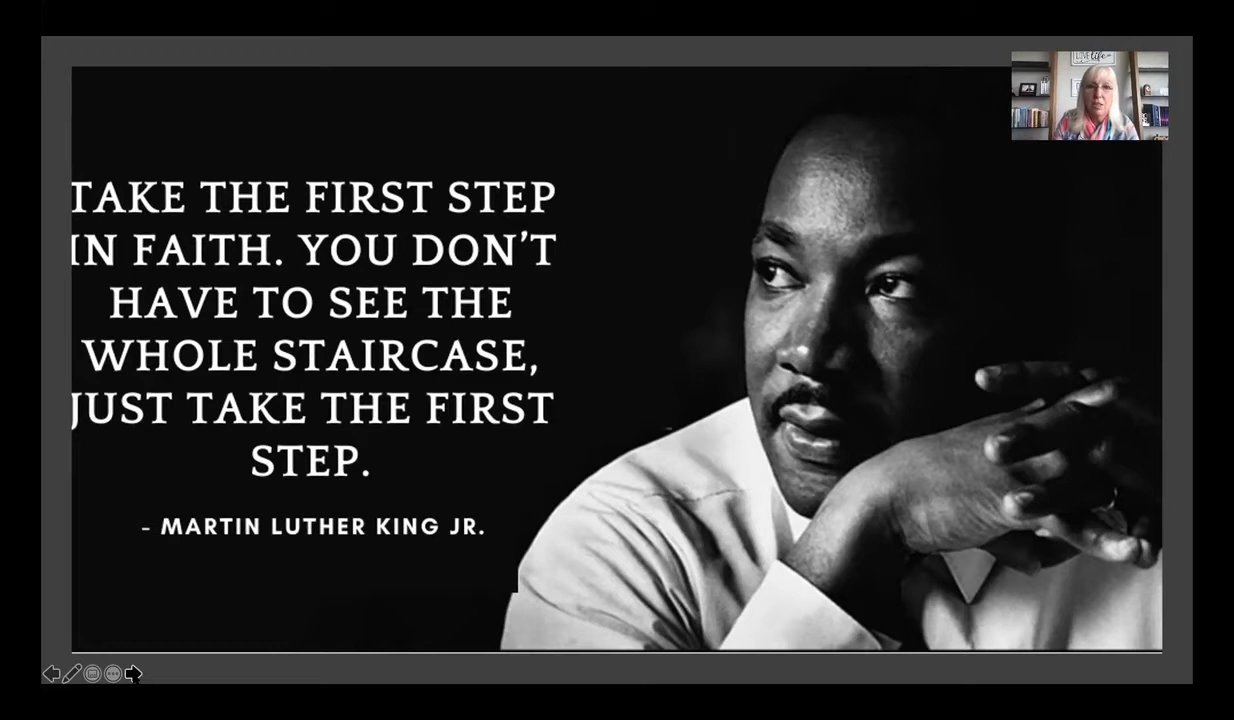 TAKE THE FIRST STEP
IN FAITH. YOU DON'T
HAVE TO SEE THE
WHOLE STAIRCASE,
JUST TAKE THE FIRST
STEP.
- MARTIN LUTHER KING JR.
life